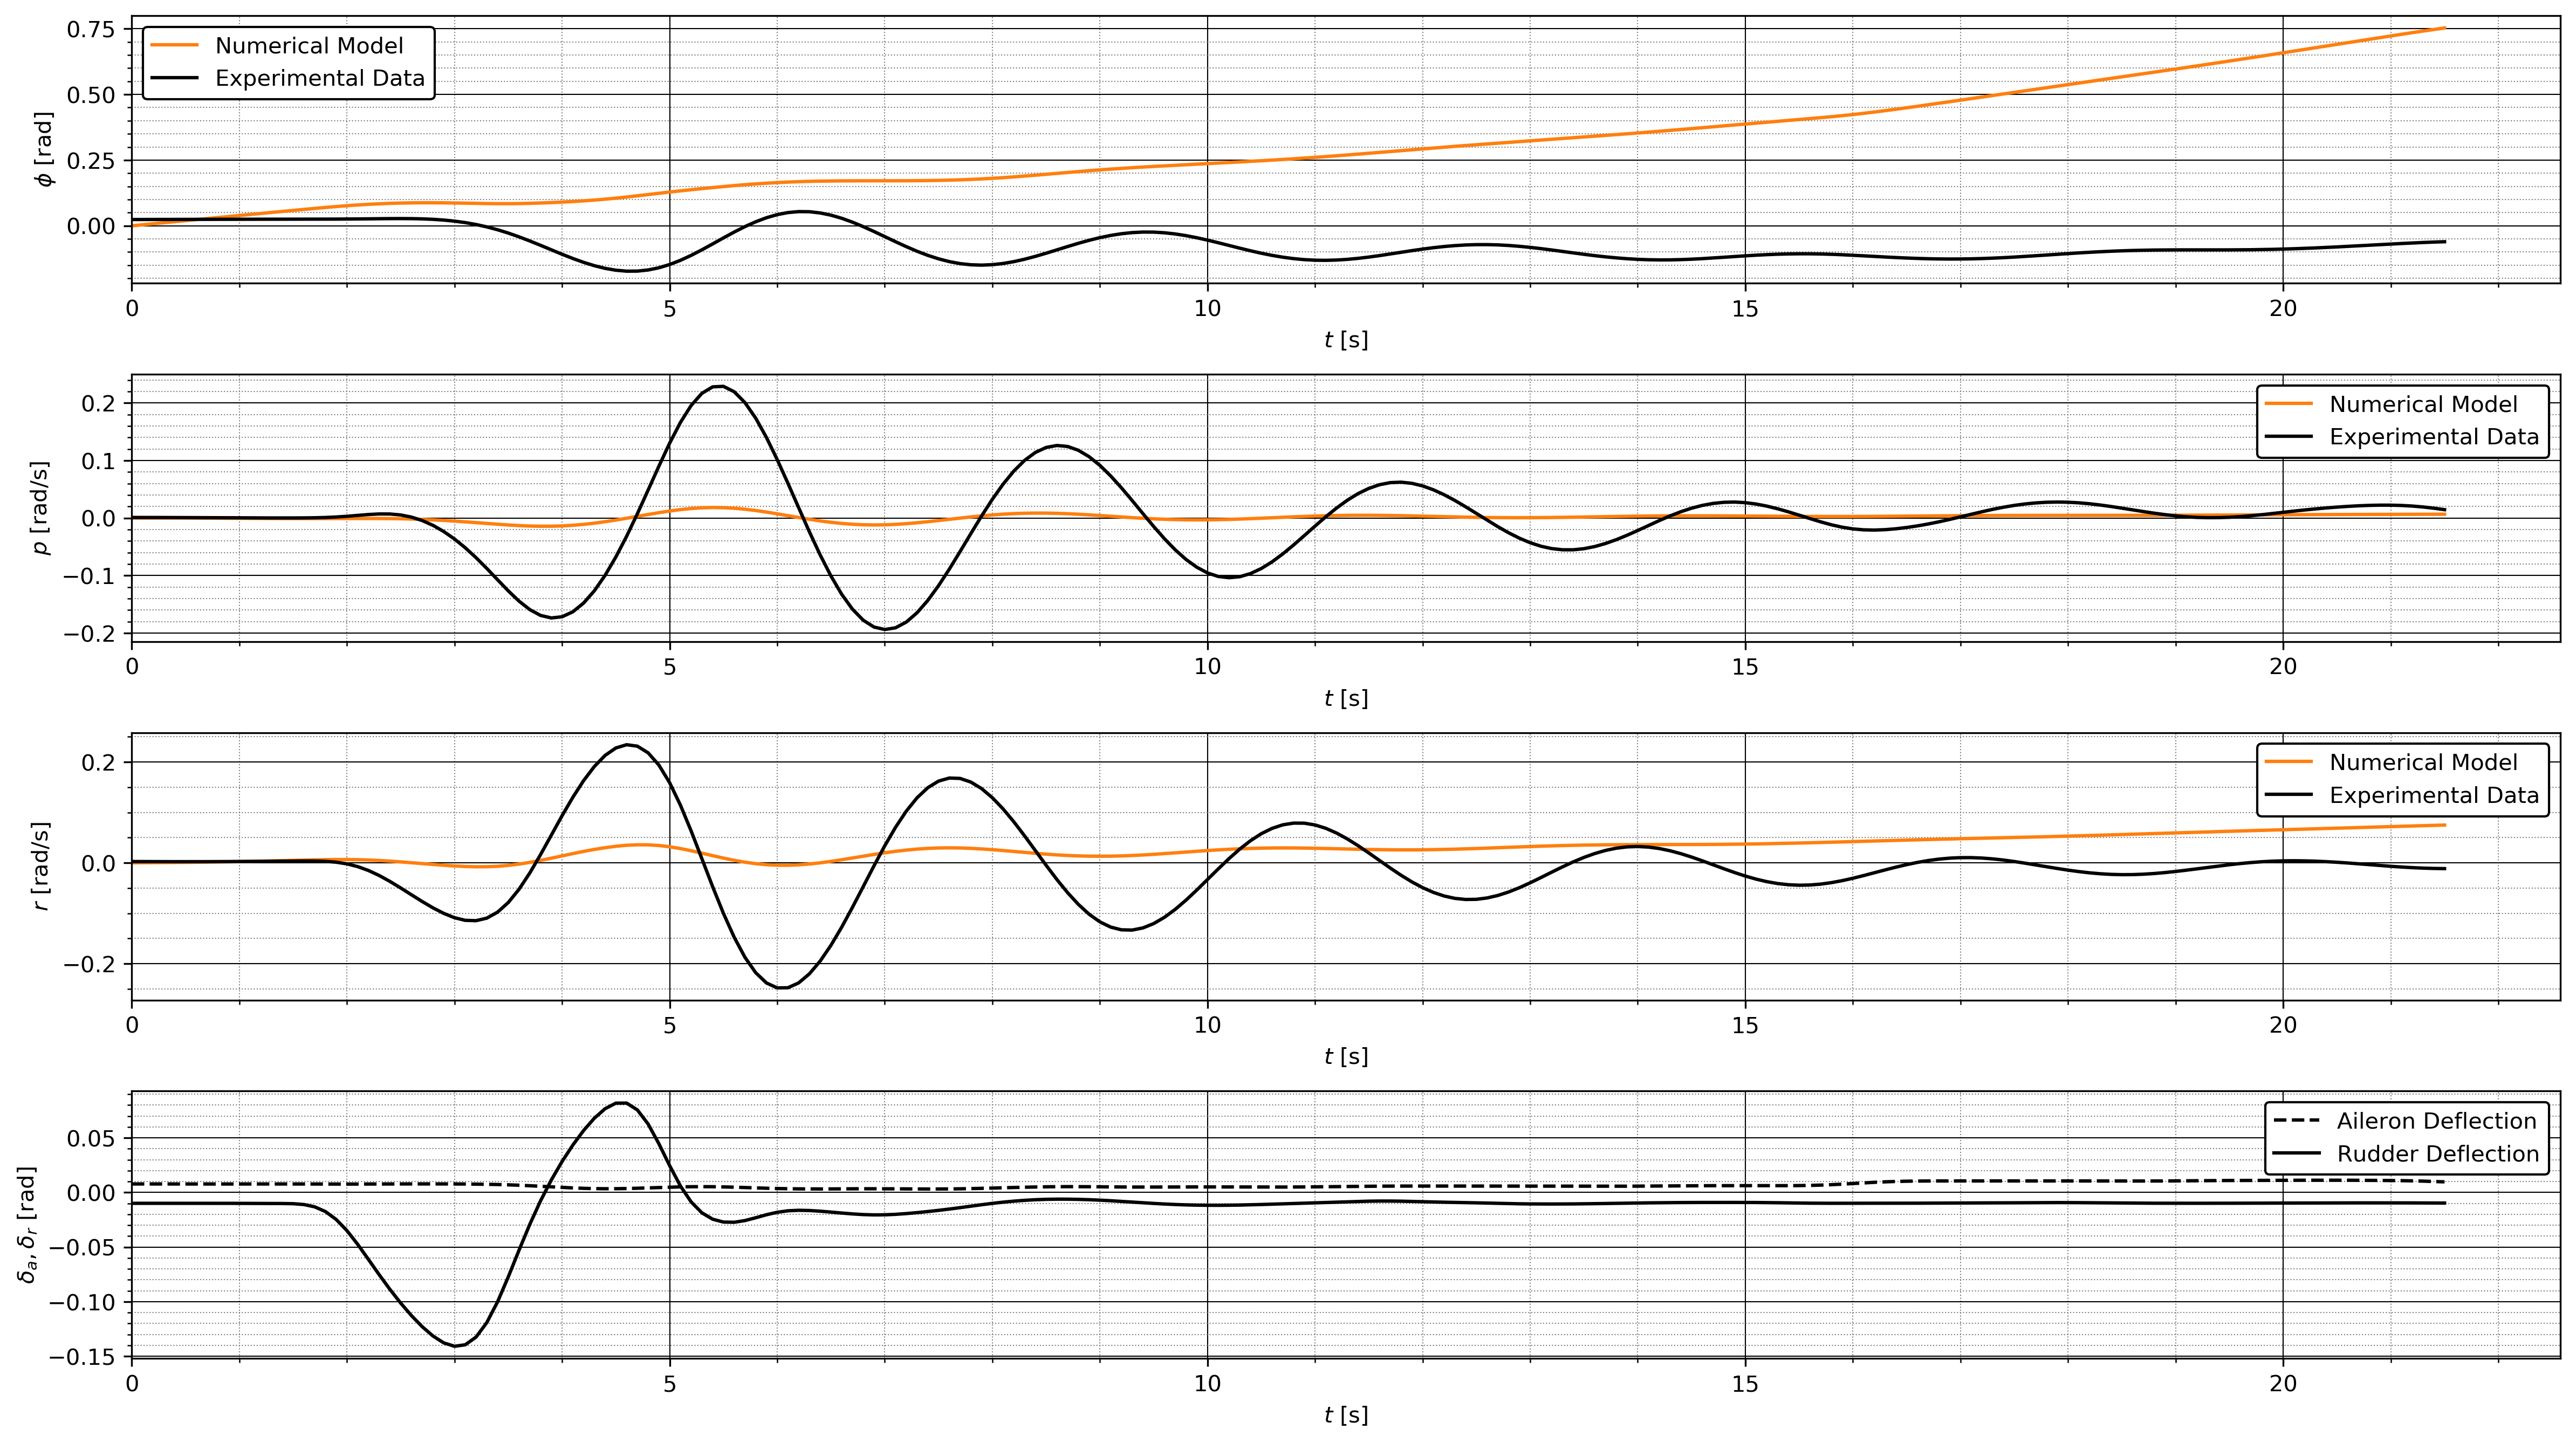 Numerical Model
Experimental Data
0.75
0.50
0.25
0.00
ϕ [rad]
0 5 10 15 20
t [s]
Numerical Model
Experimental Data
0.2
0.1
0.0
−0.1
−0.2
p [rad/s]
0 5 10 15 20
t [s]
Numerical Model
Experimental Data
0.2
0.0
−0.2
r [rad/s]
0 5 10 15 20
t [s]
Aileron Deflection
Rudder Deflection
0.05
0.00
−0.05
−0.10
−0.15
δa, δr [rad]
0 5 10 15 20
t [s]